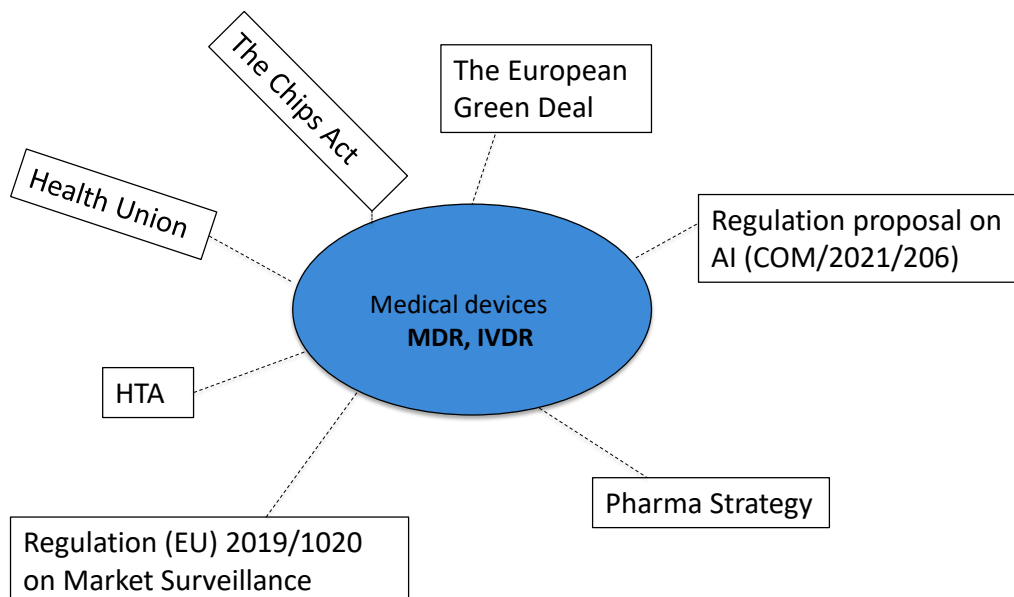 The Chips Act
The European
Green Deal
Health Union
Regulation proposal on
AI (COM/2021/206)
Medical devices
MDR, IVDR
HTA
Pharma Strategy
Regulation (EU) 2019/1020
on Market Surveillance